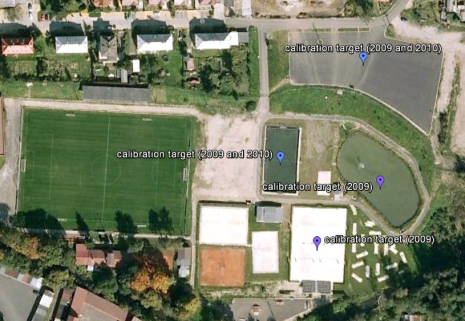 calibration target (2009 and 2010)
calibration target (2009 and 2010)
calibration target (2009)
calibration target (2009)